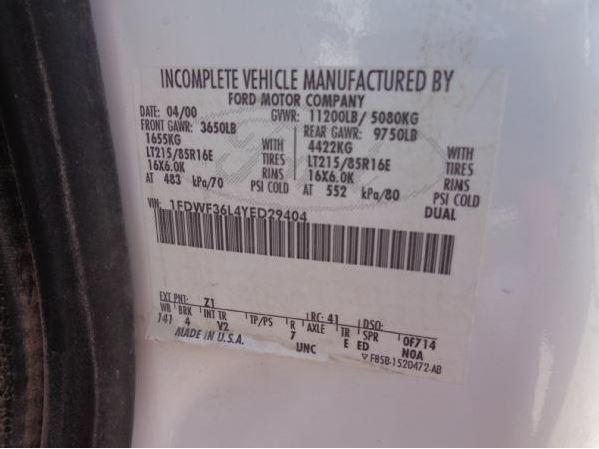 INCOMPLETE VEHICLE MANUFACTURED BY
FORD MOTOR COMPANY
DATE: 04/00 GVWR: 11200LB/ 5080KG
FRONT GAWR: 3650LB REAR GAWR: 9750LB
1655KG WITH 4422KG WITH
LT215/85R16E TIRES LT215/85R16E TIRES
16X6.0K RIMS 16X6.0K RIMS
AT 483 kPa/70 PSI COLD AT 552 kPa/80 PSI COLD
DUAL
VIN: 1FDWF36L4YED29404
EXT PNT: Z1 RC: 41 DSO:
WB BRK INT TR TP/PS R AXLE TR SPR 0F714
141 4 V2 7 E ED N0A
MADE IN U.S.A. UNC
▽ F85B-1520472-AB